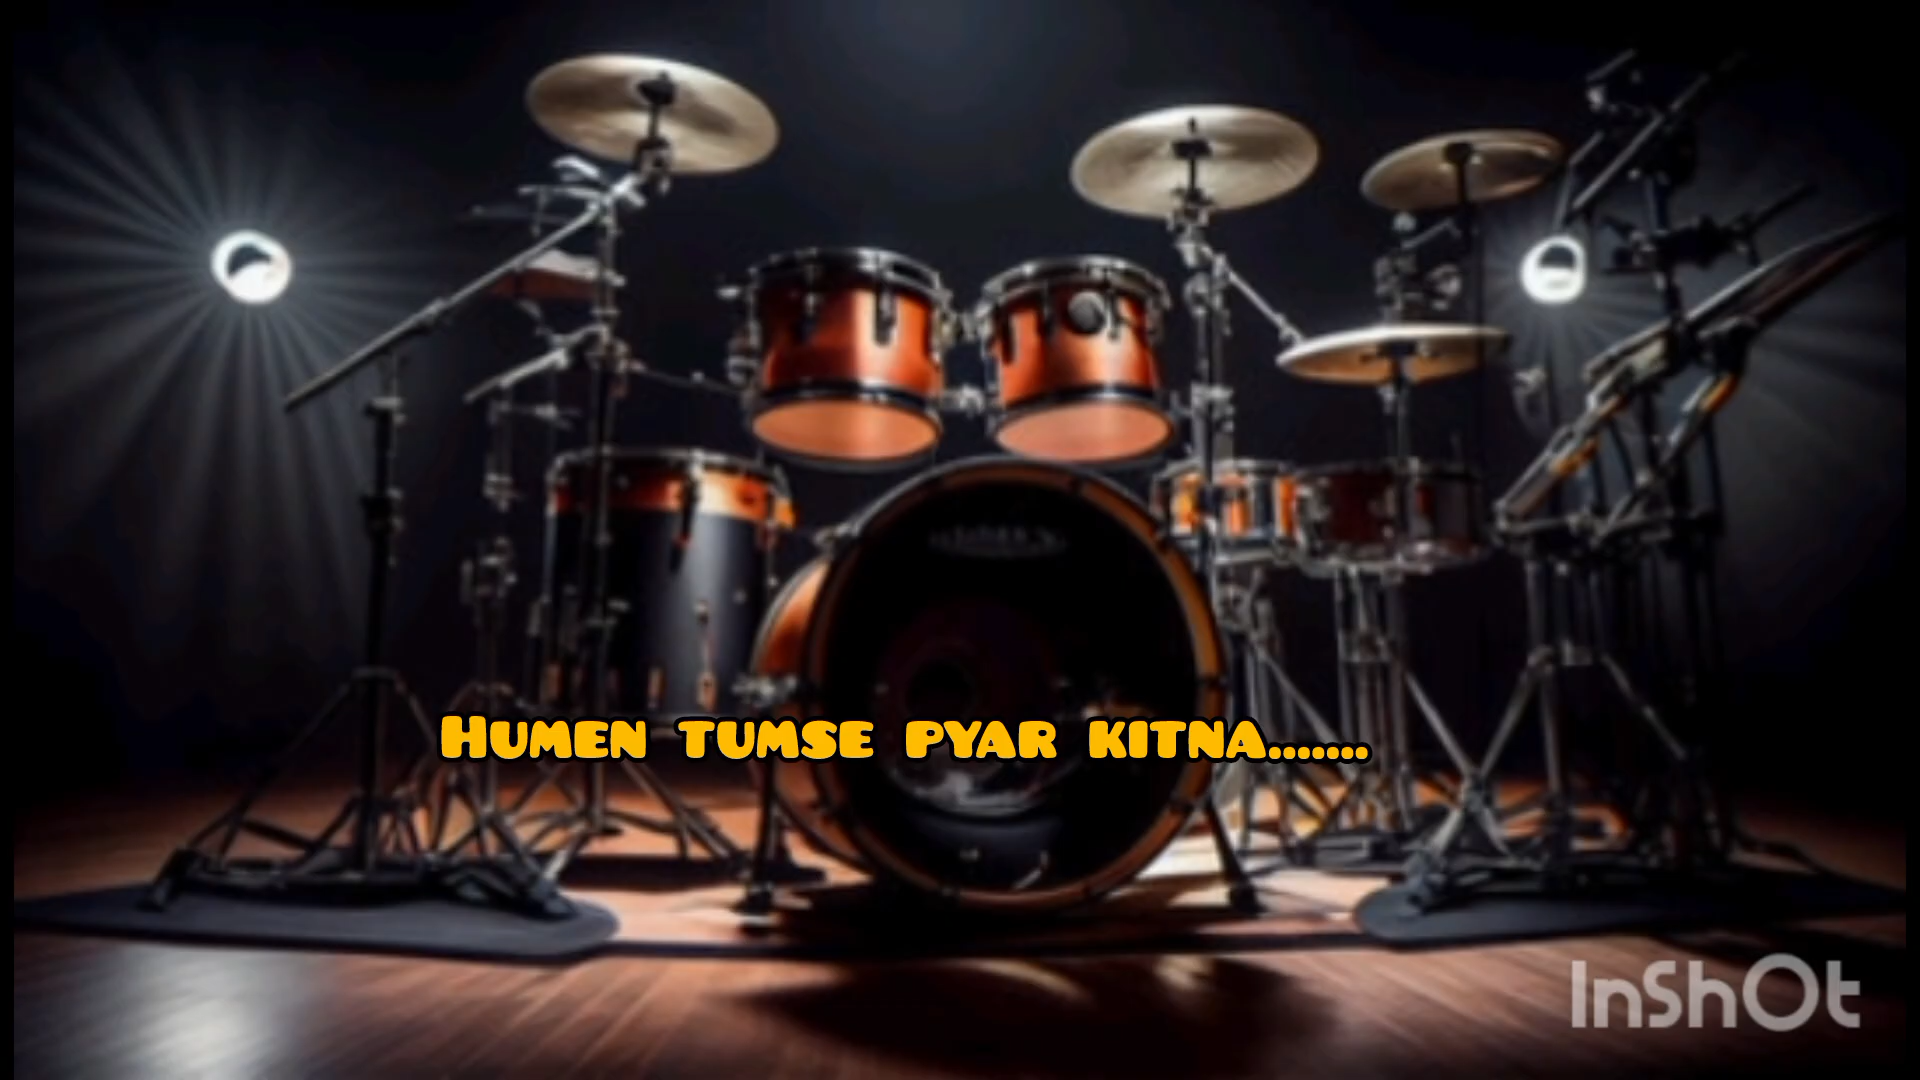 Humen tumse pyar kitna.......
InShOt